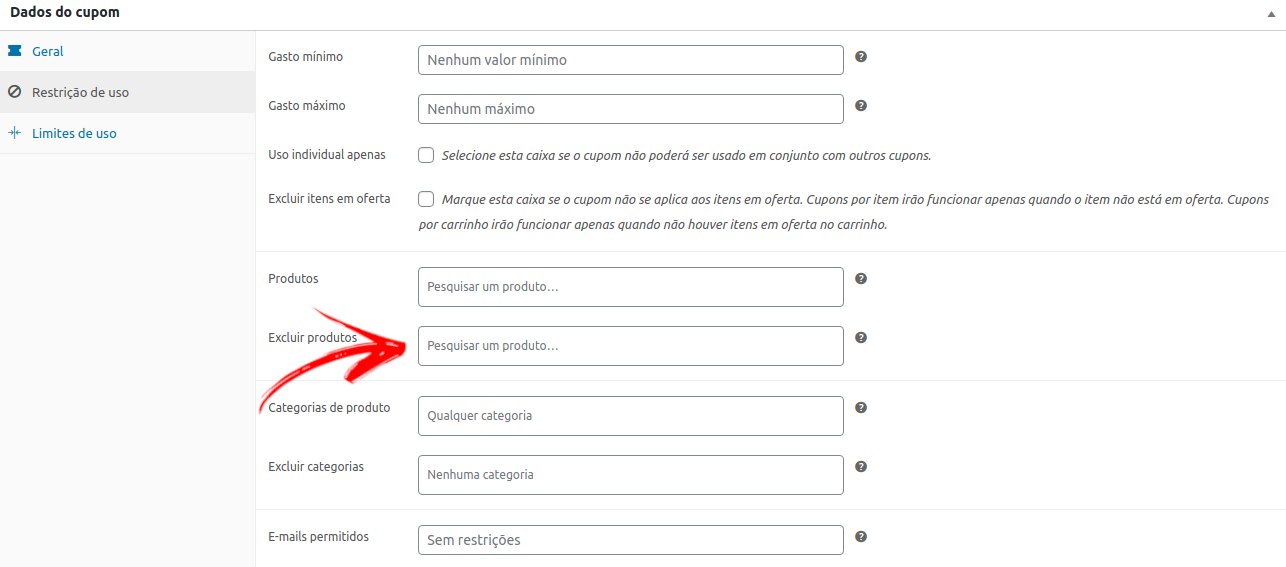 Dados do cupom
Geral
Restrição de uso
Limites de uso
Gasto mínimo
Nenhum valor mínimo
Gasto máximo
Nenhum máximo
Uso individual apenas
Selecione esta caixa se o cupom não poderá ser usado em conjunto com outros cupons.
Excluir itens em oferta
Marque esta caixa se o cupom não se aplica aos itens em oferta. Cupons por item irão funcionar apenas quando o item não está em oferta. Cupons
por carrinho irão funcionar apenas quando não houver itens em oferta no carrinho.
Produtos
Pesquisar um produto…
Excluir produtos
Pesquisar um produto…
Categorias de produto
Qualquer categoria
Excluir categorias
Nenhuma categoria
E-mails permitidos
Sem restrições